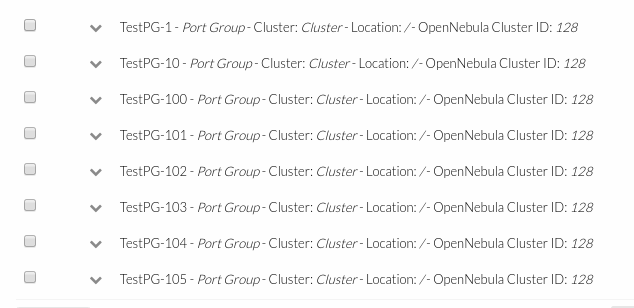 TestPG-1 - Port Group - Cluster: Cluster - Location: /- OpenNebula Cluster ID: 128
TestPG-10 - Port Group - Cluster: Cluster - Location: /- OpenNebula Cluster ID: 128
TestPG-100 - Port Group - Cluster: Cluster - Location: /- OpenNebula Cluster ID: 128
TestPG-101 - Port Group - Cluster: Cluster - Location: /- OpenNebula Cluster ID: 128
TestPG-102 - Port Group - Cluster: Cluster - Location: /- OpenNebula Cluster ID: 128
TestPG-103 - Port Group - Cluster: Cluster - Location: /- OpenNebula Cluster ID: 128
TestPG-104 - Port Group - Cluster: Cluster - Location: /- OpenNebula Cluster ID: 128
TestPG-105 - Port Group - Cluster: Cluster - Location: /- OpenNebula Cluster ID: 128